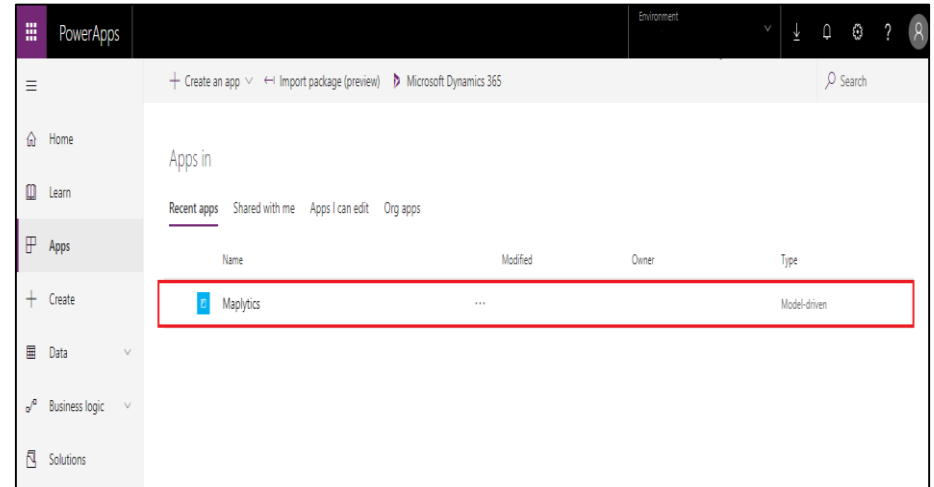 PowerApps
Environment
?
Create an app
Import package (preview)
Microsoft Dynamics 365
Search
Home
Learn
Apps
Create
Data
Business logic
Solutions
Apps in
Recent apps
Shared with me
Apps I can edit
Org apps
Name
Modified
Owner
Type
Maplytics
...
Model-driven